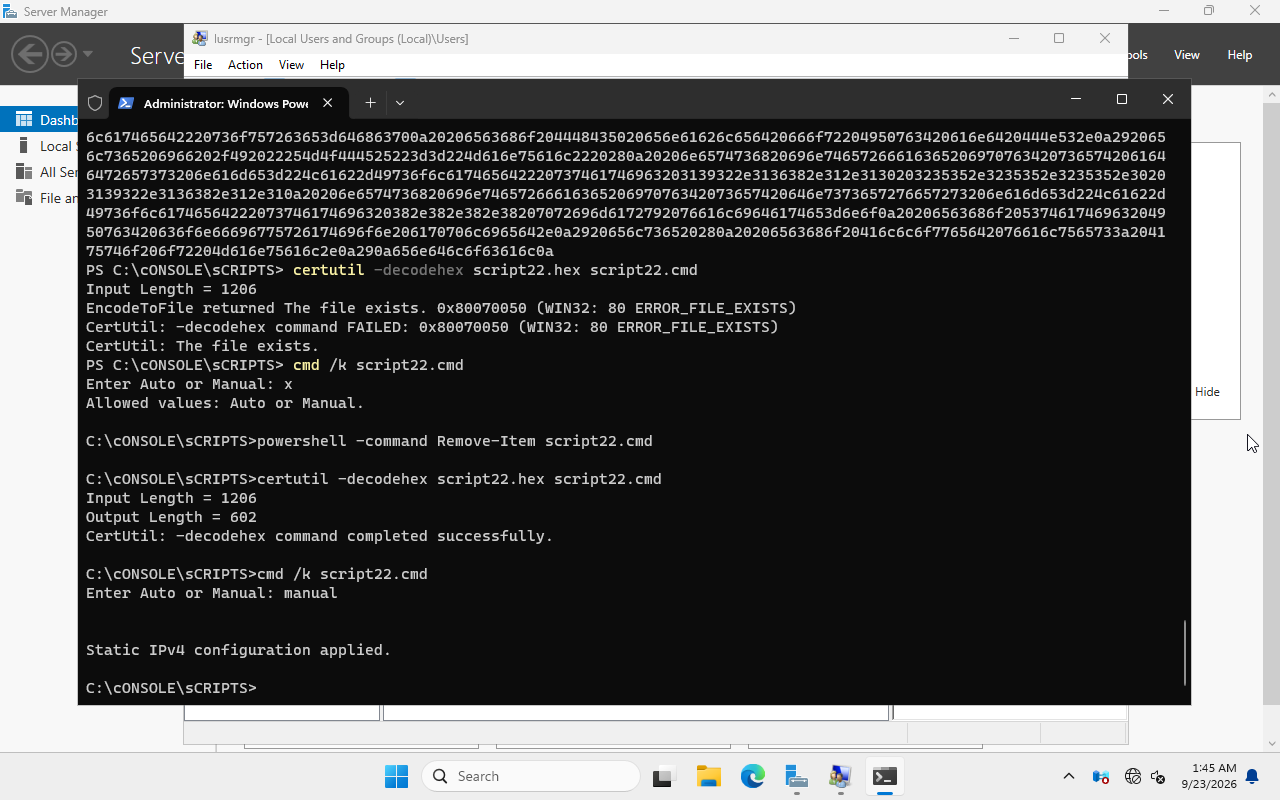 Server Manager
lusrmgr - [Local Users and Groups (Local)\Users]
File Action View Help
View Help
Administrator: Windows
6c617465642220736f757263653d646863700a20206563686f204448435020656e61626c656420666f72204950763420616e6420444e532e0a292065
6c7365206966202f492022254d4f444525223d3d224d616e75616c2220280a20206e6574736820696e74657266616365206970763420736574206164
6472657373206e616d653d224c61622d49736f6c617465642220737461746963203139322e3136382e312e3130203235352e3235352e3235352e3020
3139322e3136382e312e310a20206e6574736820696e7465726661636520697076342073657420646e7373657276657273206e616d653d224c61622d
49736f6c61746564222073746174696320382e382e382e38207072696d6172792076616c69646174653d6e6f0a20206563686f205374617469632049
50763420636f6e66696775726174696f6e206170706c6965642e0a2920656c736520280a20206563686f20416c6c6f7765642076616c7565733a2041
75746f206f72204d616e75616c2e0a290a656e646c6f63616c0a
PS C:\cONSOLE\sCRIPTS> certutil -decodehex script22.hex script22.cmd
Input Length = 1206
EncodeToFile returned The file exists. 0x80070050 (WIN32: 80 ERROR_FILE_EXISTS)
CertUtil: -decodehex command FAILED: 0x80070050 (WIN32: 80 ERROR_FILE_EXISTS)
CertUtil: The file exists.
PS C:\cONSOLE\sCRIPTS> cmd /k script22.cmd
Enter Auto or Manual: x
Allowed values: Auto or Manual.
C:\cONSOLE\sCRIPTS>powershell -command Remove-Item script22.cmd
C:\cONSOLE\sCRIPTS>certutil -decodehex script22.hex script22.cmd
Input Length = 1206
Output Length = 602
CertUtil: -decodehex command completed successfully.
C:\cONSOLE\sCRIPTS>cmd /k script22.cmd
Enter Auto or Manual: manual
Static IPv4 configuration applied.
C:\cONSOLE\sCRIPTS>
Local
Hide
Search
1:45 AM
9/23/2026